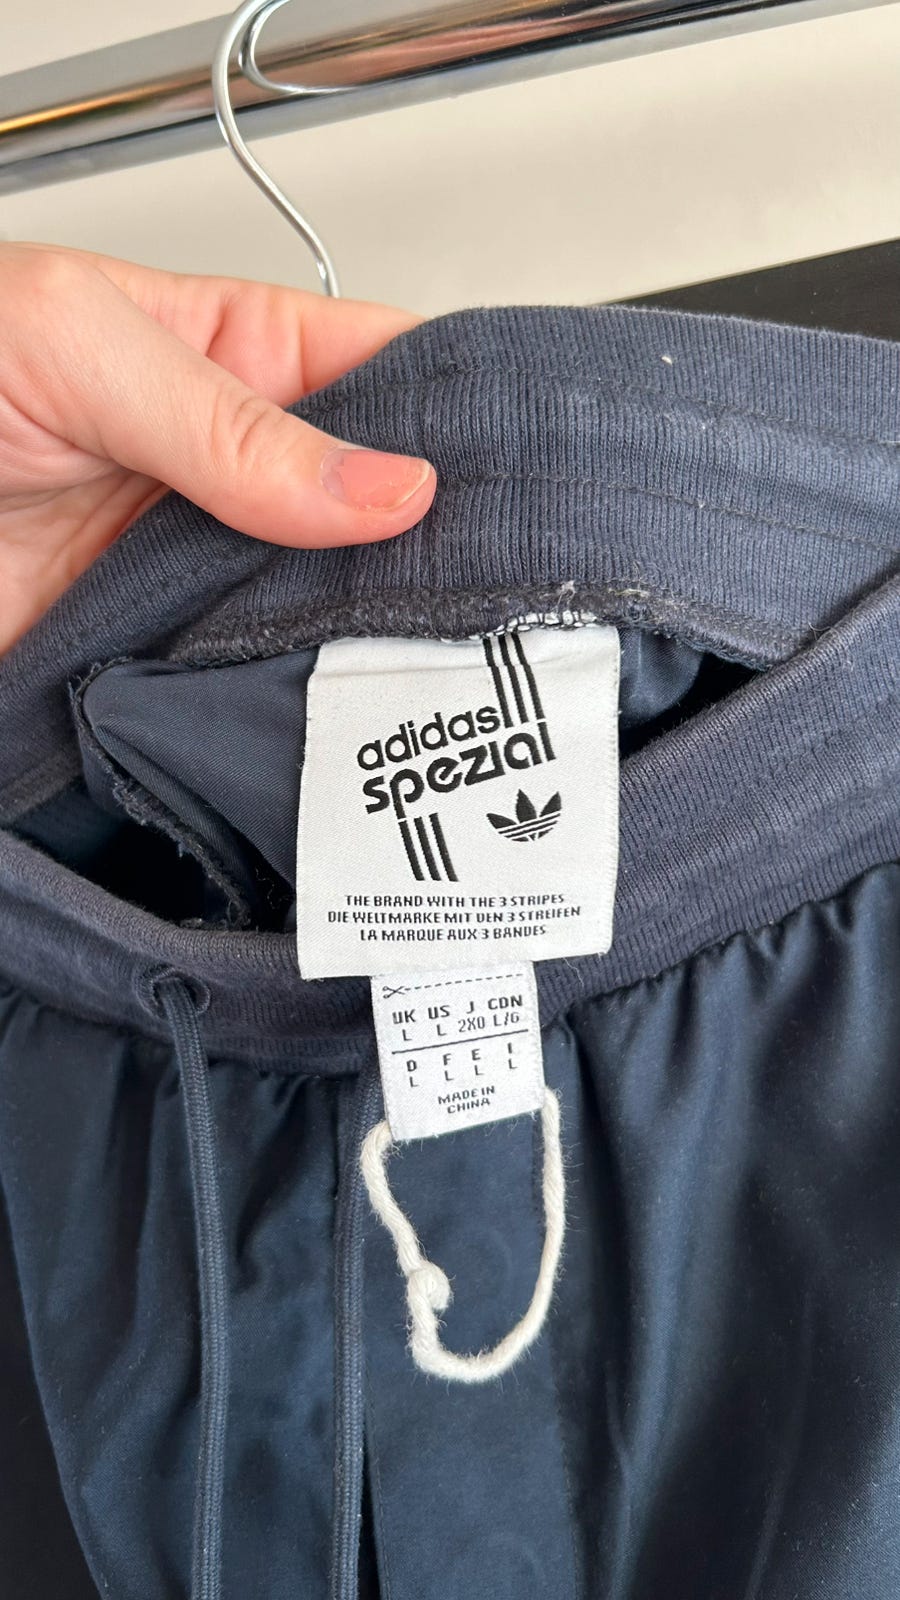 adidas
spezial
THE BRAND WITH THE 3 STRIPES
DIE WELTMARKE MIT DEN 3 STREIFEN
LA MARQUE AUX 3 BANDES
UK US J CDN
L L 2XO L/G
D F E I
L L L L
MADE IN
CHINA